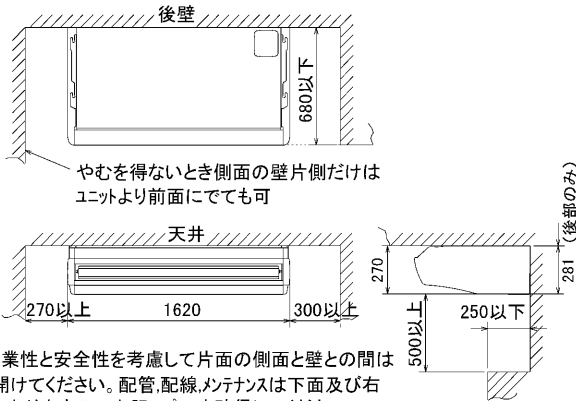 後壁
680以下
やむを得ないとき側面の壁片側だけは
ユニットより前面にでても可
天井
270以上
1620
300以上
270
281 (後部のみ)
500以上
250以下
業性と安全性を考慮して片面の側面と壁との間は
開けてください。配管,配線,メンテナンスは下面及び右